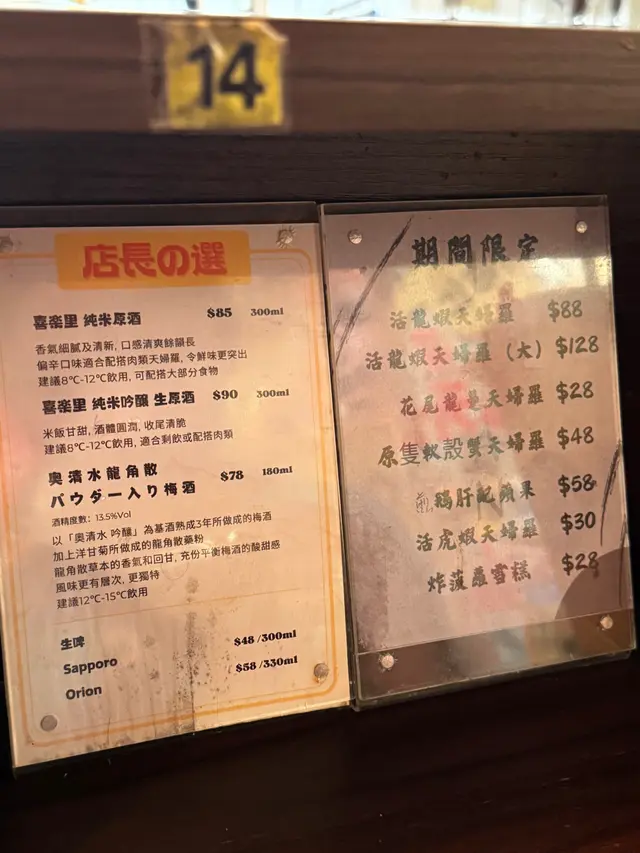 14
店長の選
喜楽里 純米原酒 $85 300ml
香氣細膩及清新, 口感清爽餘韻長
偏辛口味適合配搭肉類天婦羅, 令鮮味更突出
建議8℃-12℃飲用, 可配搭大部分食物
喜楽里 純米吟釀 生原酒 $90 300ml
米飯甘甜, 酒體圓潤, 收尾清脆
建議8℃-12℃飲用, 適合剩飲或配搭肉類
奥清水龍角散 $78 180ml
パウダー入り梅酒
酒精度數: 13.5%Vol
以「奥清水 吟釀」為基酒熟成3年所做成的梅酒
加上洋甘菊所做成的龍角散藥粉
龍角散草本的香氣和回甘, 充份平衡梅酒的酸甜感
風味更有層次, 更獨特
建議12℃-15℃飲用
生啤
Sapporo $48/300ml
Orion $58/330ml
期間限定
活龍蝦天婦羅 $88
活龍蝦天婦羅（大） $128
花尾龍躉天婦羅 $28
原隻軟殼蟹天婦羅 $48
煎鵝肝配蘋果 $58
活虎蝦天婦羅 $30
炸菠蘿雪糕 $28